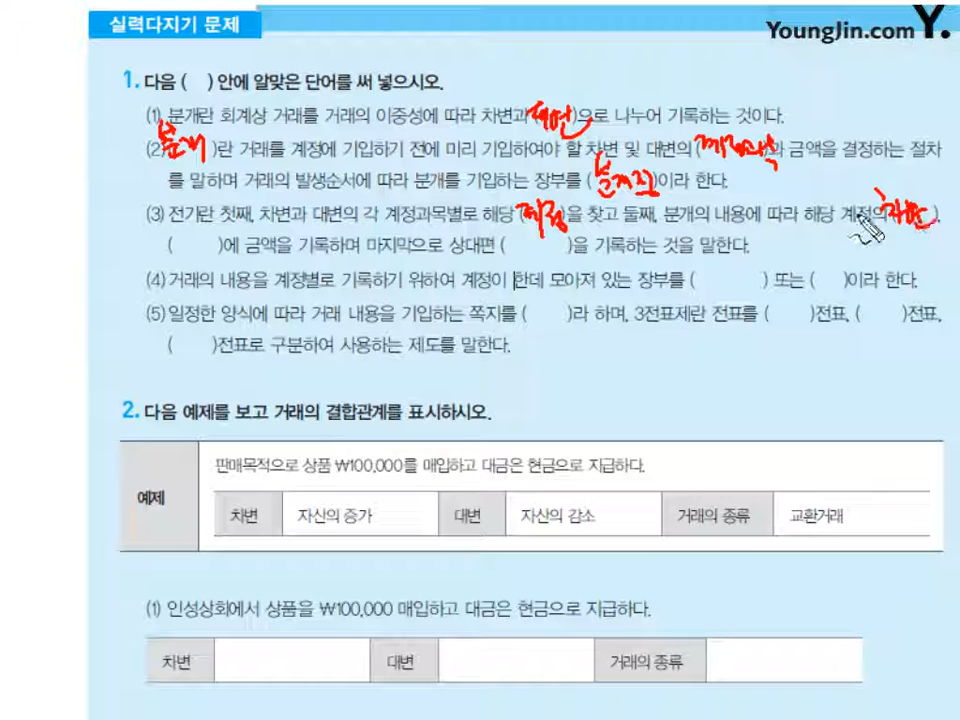 실력다지기 문제
YoungJin.com Y.
1. 다음 ( ) 안에 알맞은 단어를 써 넣으시오.
(1) 분개란 회계상 거래를 거래의 이중성에 따라 차변과 대변)으로 나누어 기록하는 것이다.
(2) 분개 )란 거래를 계정에 기입하기 전에 미리 기입하여야 할 차변 및 대변의 (계정과목)과 금액을 결정하는 절차
를 말하며 거래의 발생순서에 따라 분개를 기입하는 장부를 (분개장)이라 한다.
(3) 전기란 첫째, 차변과 대변의 각 계정과목별로 해당 (계정)을 찾고 둘째, 분개의 내용에 따라 해당 계정의 (차변 ),
( )에 금액을 기록하며 마지막으로 상대편 ( )을 기록하는 것을 말한다.
(4) 거래의 내용을 계정별로 기록하기 위하여 계정이 한데 모아져 있는 장부를 ( ) 또는 ( )이라 한다.
(5) 일정한 양식에 따라 거래 내용을 기입하는 쪽지를 ( )라 하며, 3전표제란 전표를 ( )전표, ( )전표,
( )전표로 구분하여 사용하는 제도를 말한다.
2. 다음 예제를 보고 거래의 결합관계를 표시하시오.
예제
판매목적으로 상품 ₩100,000를 매입하고 대금은 현금으로 지급하다.
차변 자산의 증가 대변 자산의 감소 거래의 종류 교환거래
(1) 인성상회에서 상품을 ₩100,000 매입하고 대금은 현금으로 지급하다.
차변 대변 거래의 종류